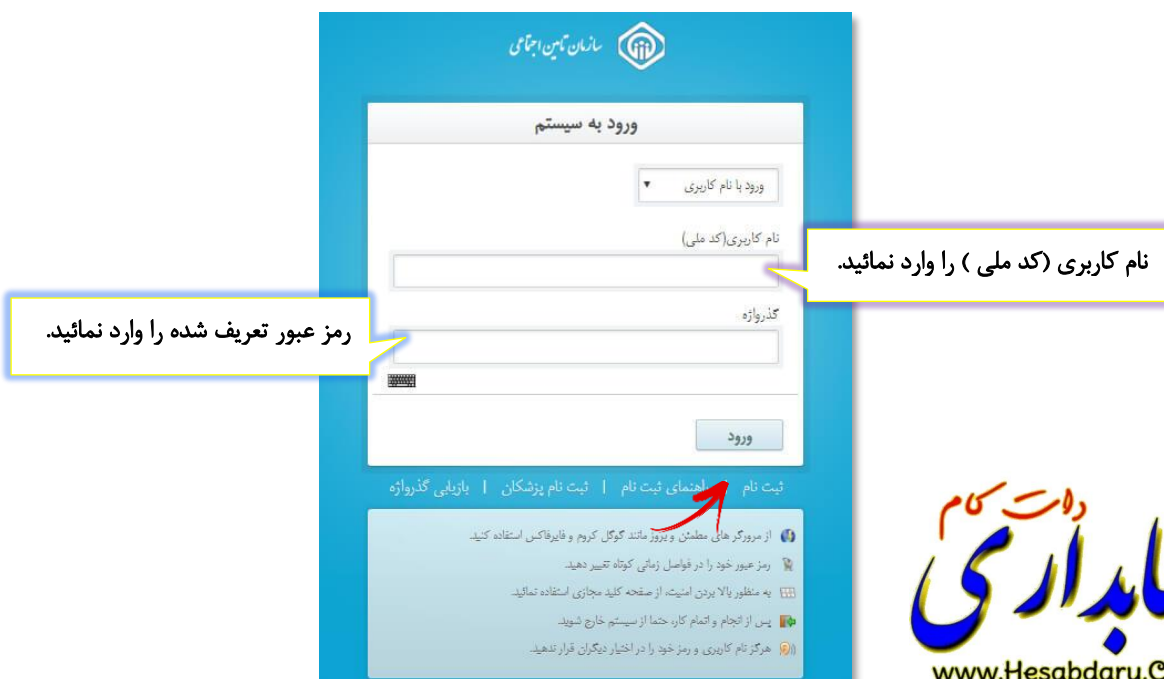 سازمان تامین اجتماعی
ورود به سیستم
ورود با نام کاربری
نام کاربری(کد ملی)
نام کاربری (کد ملی ) را وارد نمائید.
گذرواژه
رمز عبور تعریف شده را وارد نمائید.
ورود
ثبت نام | راهنمای ثبت نام | ثبت نام پزشکان | بازیابی گذرواژه
از مرورگر های مطمئن و بروز مانند گوگل کروم و فایرفاکس استفاده کنید.
رمز عبور خود را در فواصل زمانی کوتاه تغییر دهید.
به منظور بالا بردن امنیت، از صفحه کلید مجازی استفاده نمائید.
پس از انجام و اتمام کار، حتما از سیستم خارج شوید.
هرگز نام کاربری و رمز خود را در اختیار دیگران قرار ندهید.
دات کام
ابداری
www.Hesabdaru.C